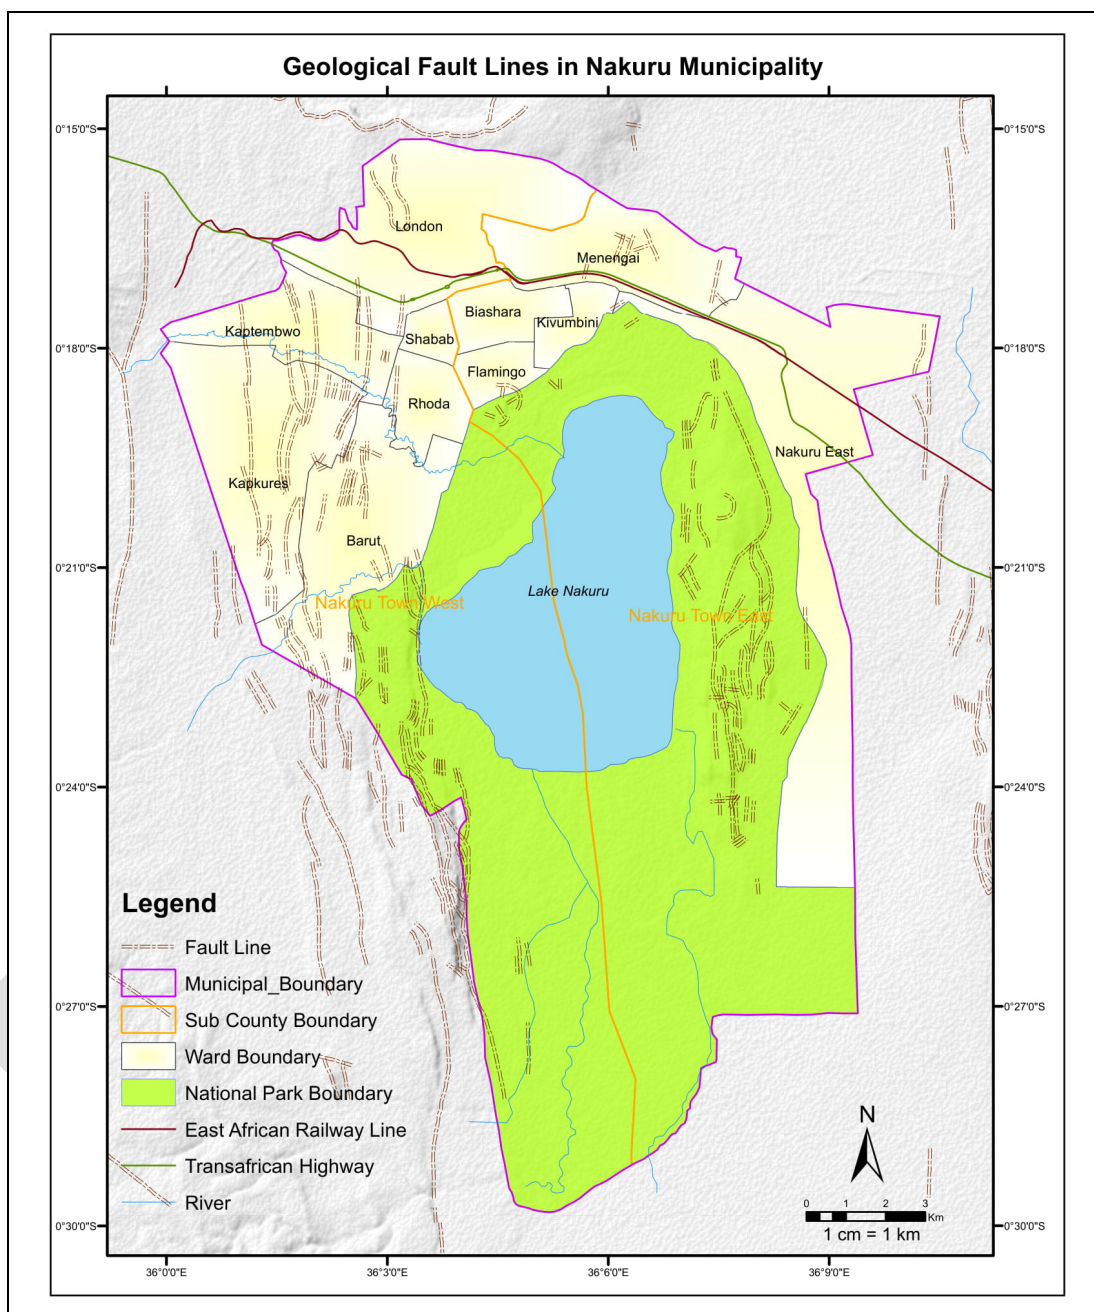 Geological Fault Lines in Nakuru Municipality
0°15'0"S
0°15'0"S
London
Menengai
Biashara
Kivumbini
Kaptembwo
Shabab
0°18'0"S
0°18'0"S
Flamingo
Rhoda
Nakuru East
Kapkures
Barut
0°21'0"S
0°21'0"S
Lake Nakuru
Nakuru Town West
Nakuru Town East
0°24'0"S
0°24'0"S
Legend
Fault Line
Municipal_Boundary
Sub County Boundary
Ward Boundary
National Park Boundary
East African Railway Line
Transafrican Highway
River
0°27'0"S
0°27'0"S
N
0 1 2 3
Km
1 cm = 1 km
0°30'0"S
0°30'0"S
36°0'0"E
36°3'0"E
36°6'0"E
36°9'0"E